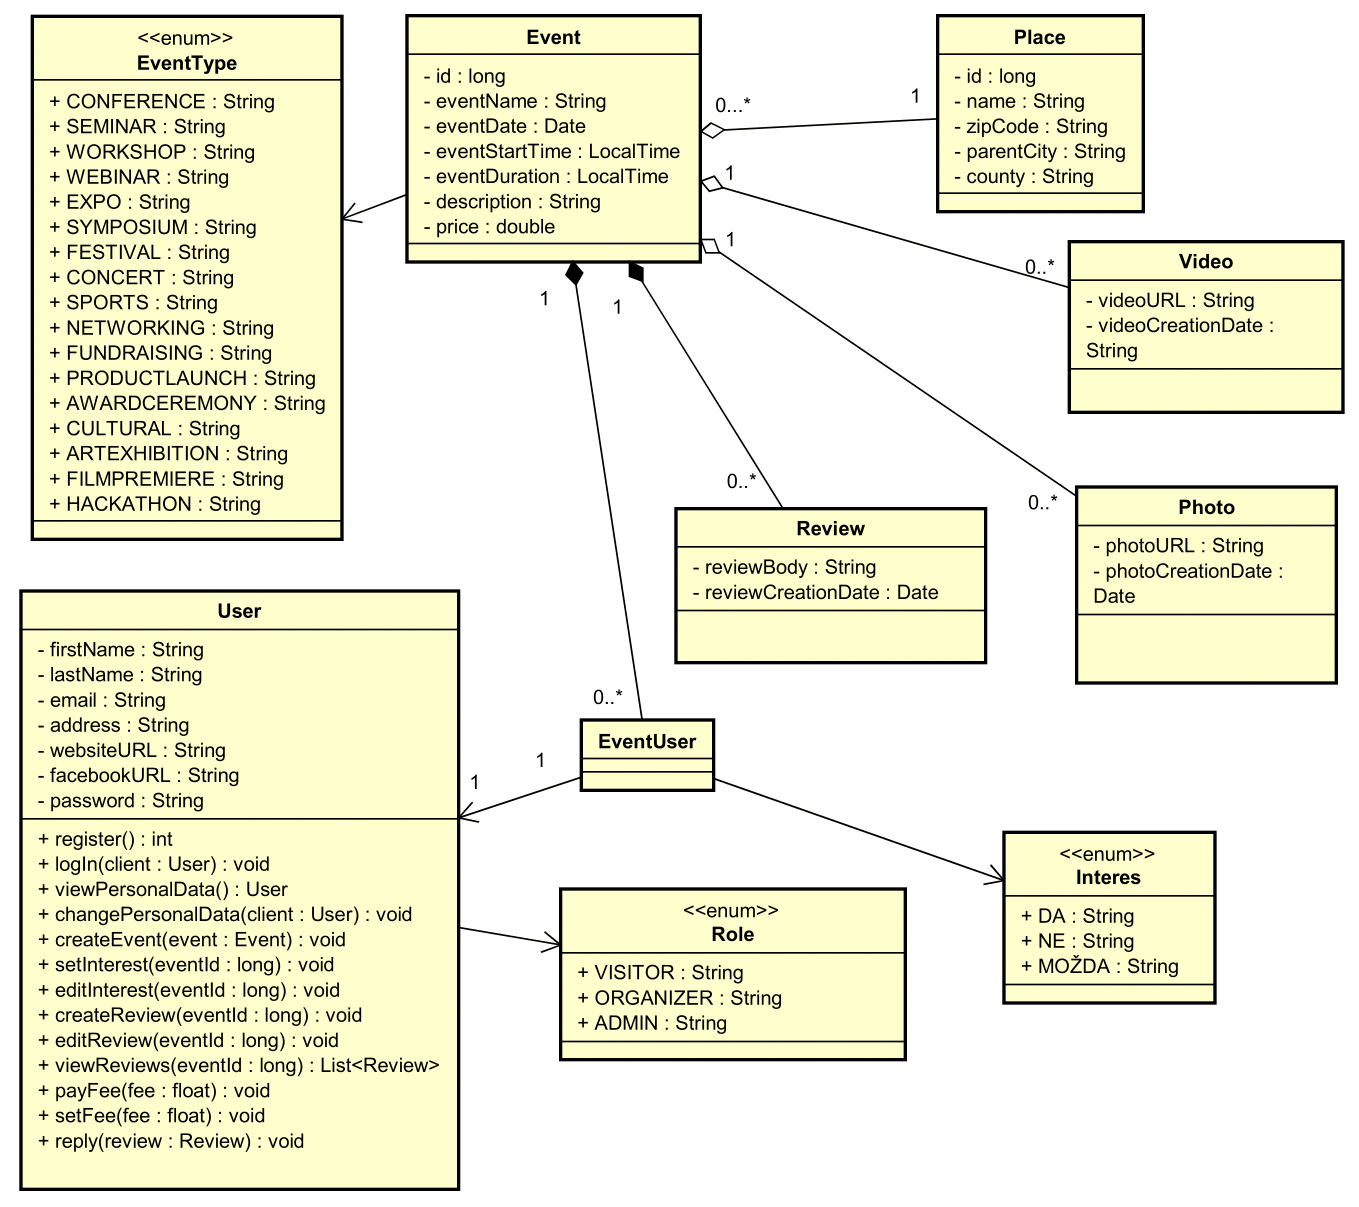 <<enum>>
EventType
+ CONFERENCE : String
+ SEMINAR : String
+ WORKSHOP : String
+ WEBINAR : String
+ EXPO : String
+ SYMPOSIUM : String
+ FESTIVAL : String
+ CONCERT : String
+ SPORTS : String
+ NETWORKING : String
+ FUNDRAISING : String
+ PRODUCTLAUNCH : String
+ AWARDCEREMONY : String
+ CULTURAL : String
+ ARTEXHIBITION : String
+ FILMPREMIERE : String
+ HACKATHON : String
Event
- id : long
- eventName : String
- eventDate : Date
- eventStartTime : LocalTime
- eventDuration : LocalTime
- description : String
- price : double
0...*
1
Place
- id : long
- name : String
- zipCode : String
- parentCity : String
- county : String
1
0..*
Video
- videoURL : String
- videoCreationDate :
String
1
0..*
Photo
- photoURL : String
- photoCreationDate :
Date
1
0..*
Review
- reviewBody : String
- reviewCreationDate : Date
1
0..*
EventUser
1
1
User
- firstName : String
- lastName : String
- email : String
- address : String
- websiteURL : String
- facebookURL : String
- password : String
+ register() : int
+ logIn(client : User) : void
+ viewPersonalData() : User
+ changePersonalData(client : User) : void
+ createEvent(event : Event) : void
+ setInterest(eventId : long) : void
+ editInterest(eventId : long) : void
+ createReview(eventId : long) : void
+ editReview(eventId : long) : void
+ viewReviews(eventId : long) : List<Review>
+ payFee(fee : float) : void
+ setFee(fee : float) : void
+ reply(review : Review) : void
<<enum>>
Role
+ VISITOR : String
+ ORGANIZER : String
+ ADMIN : String
<<enum>>
Interes
+ DA : String
+ NE : String
+ MOŽDA : String